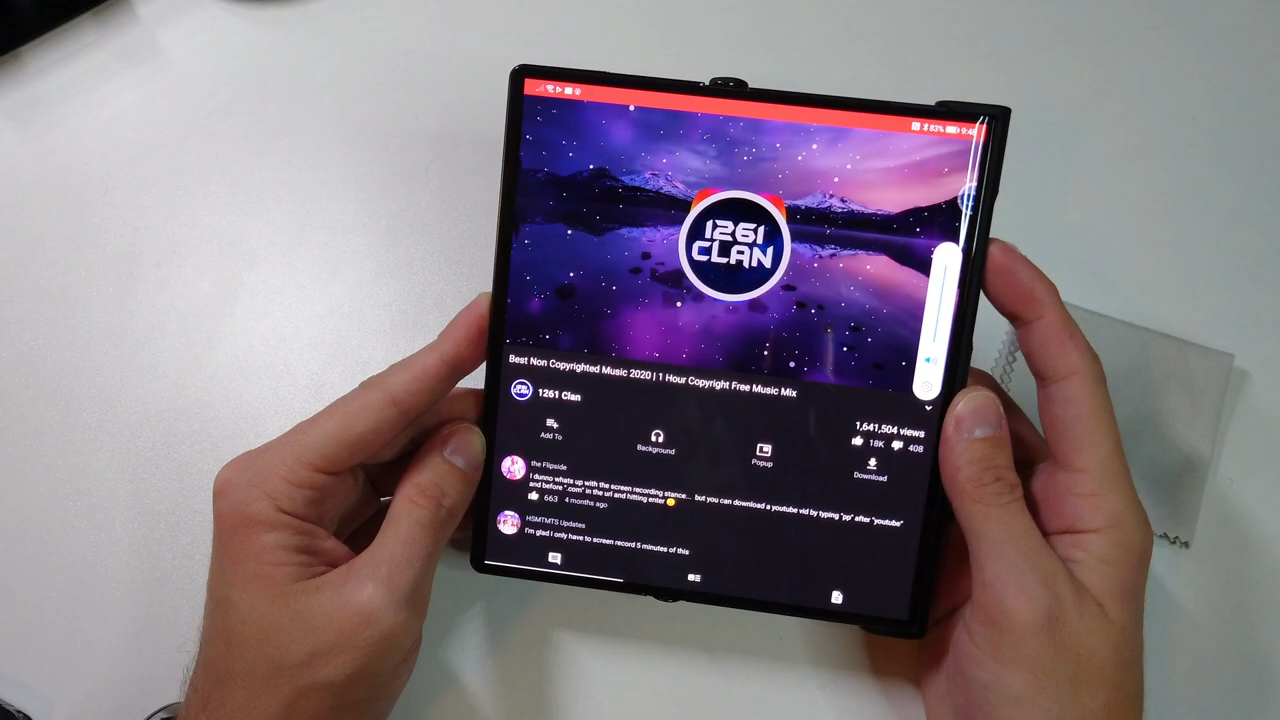 83% 9:48
1261
CLAN
Best Non Copyrighted Music 2020 | 1 Hour Copyright Free Music Mix
1261 Clan
1,641,504 views
18K 408
Add To
Background
Popup
Download
the Flipside
I dunno whats up with the screen recording stance... but you can download a youtube vid by typing "pp" after "youtube"
and before ".com" in the url and hitting enter
663 4 months ago
HSMTMTS Updates
I'm glad I only have to screen record 5 minutes of this